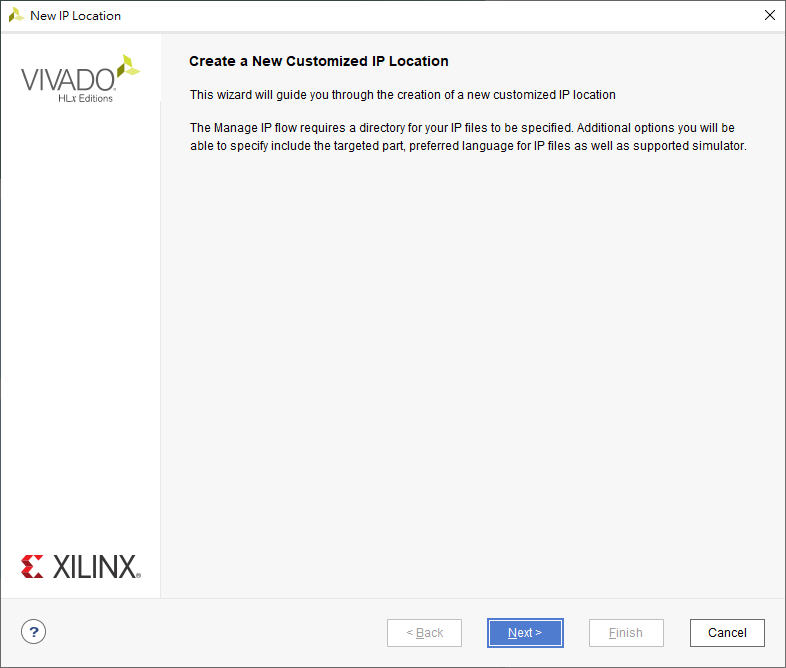 New IP Location
VIVADO
HLx Editions
Create a New Customized IP Location
This wizard will guide you through the creation of a new customized IP location
The Manage IP flow requires a directory for your IP files to be specified. Additional options you will be
able to specify include the targeted part, preferred language for IP files as well as supported simulator.
XILINX®
?
< Back
Next >
Finish
Cancel